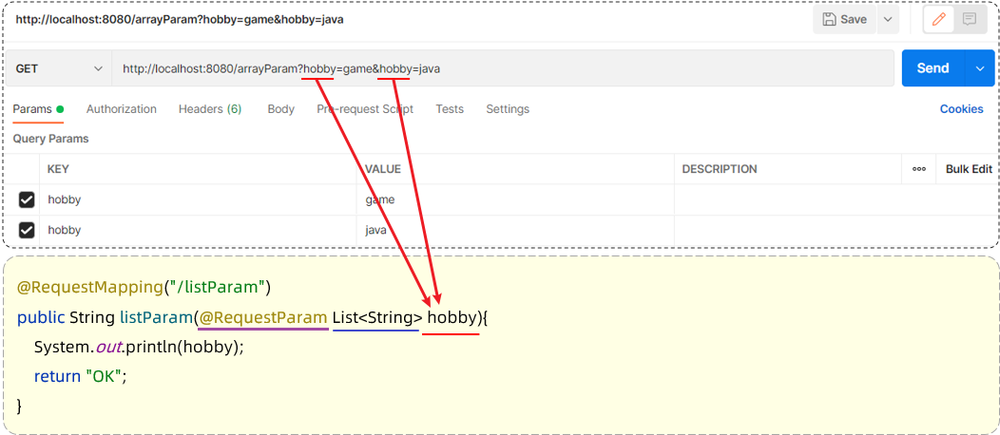 http://localhost:8080/arrayParam?hobby=game&hobby=java
Save
GET http://localhost:8080/arrayParam?hobby=game&hobby=java Send
Params Authorization Headers (6) Body Pre-request Script Tests Settings Cookies
Query Params
KEY VALUE DESCRIPTION ooo Bulk Edit
hobby game
hobby java
@RequestMapping("/listParam")
public String listParam(@RequestParam List<String> hobby){
System.out.println(hobby);
return "OK";
}